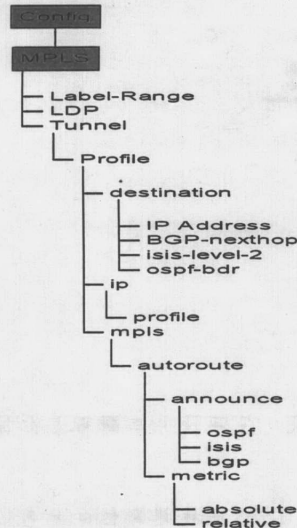 Config
MPLS
Label-Range
LDP
Tunnel
Profile
destination
IP Address
BGP-nexthop
isis-level-2
ospf-bdr
ip
profile
mpls
autoroute
announce
ospf
isis
bgp
metric
absolute
relative